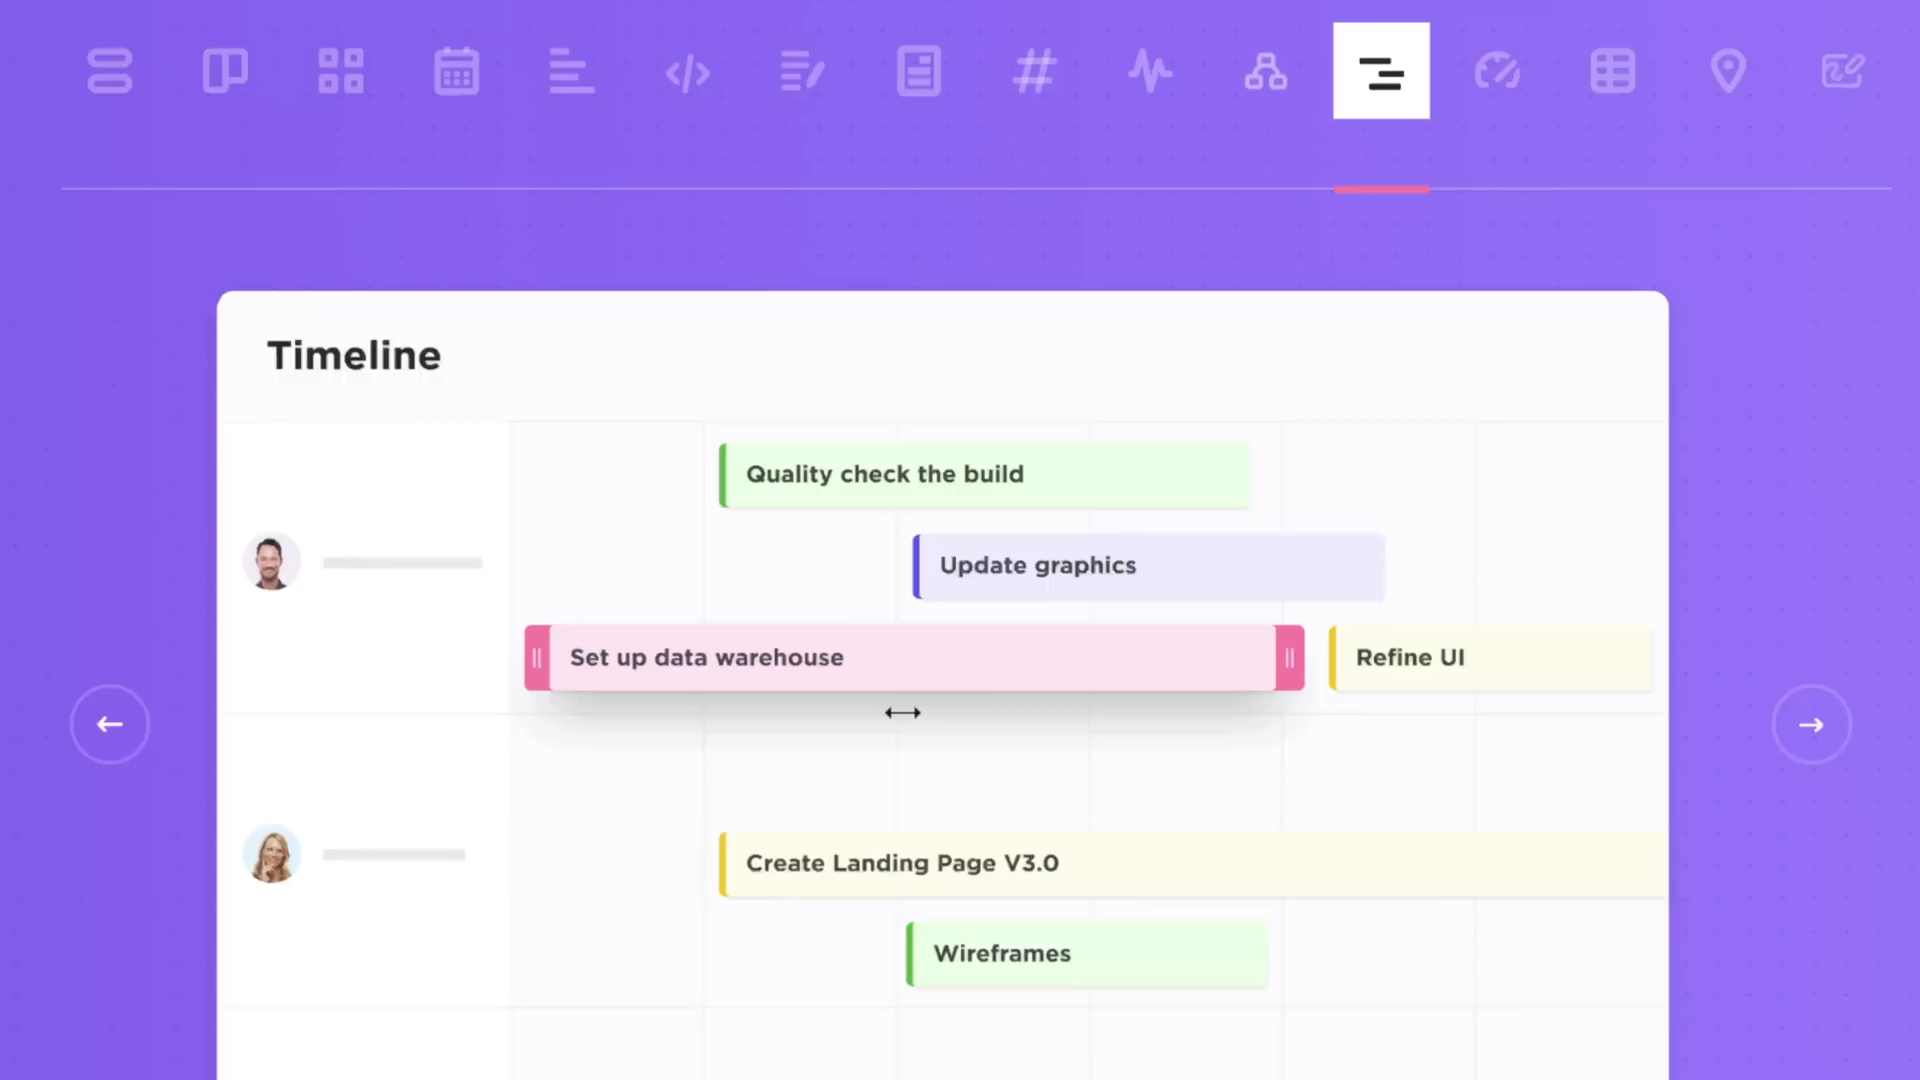 Timeline
Quality check the build
Update graphics
Set up data warehouse
Refine UI
Create Landing Page V3.0
Wireframes